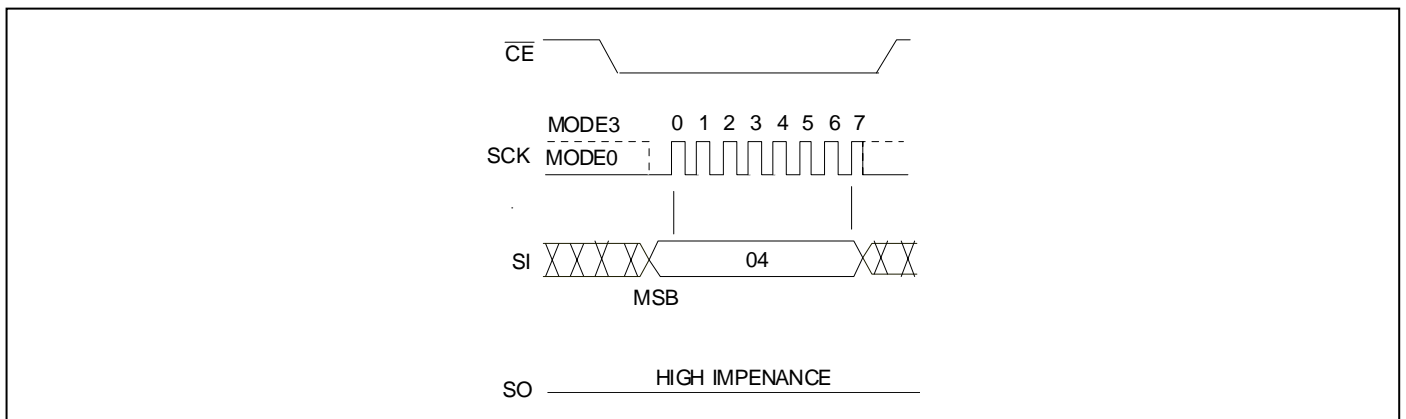 CE
MODE3 0 1 2 3 4 5 6 7
SCK MODE0
SI 04
MSB
HIGH IMPENANCE
SO